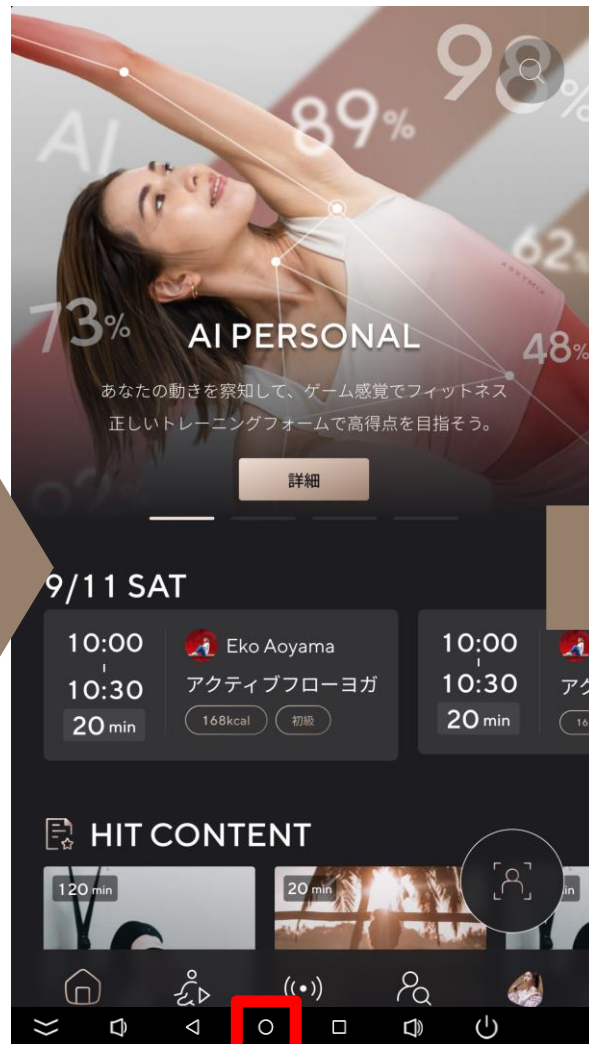 98%
AI
89%
62%
73%
AI PERSONAL
48%
あなたの動きを察知して、ゲーム感覚でフィットネス
正しいトレーニングフォームで高得点を目指そう。
詳細
9/11 SAT
10:00
10:30
20 min
Eko Aoyama
アクティブフローヨガ
168kcal
初級
10:00
10:30
20 min
HIT CONTENT
120 min
20 min